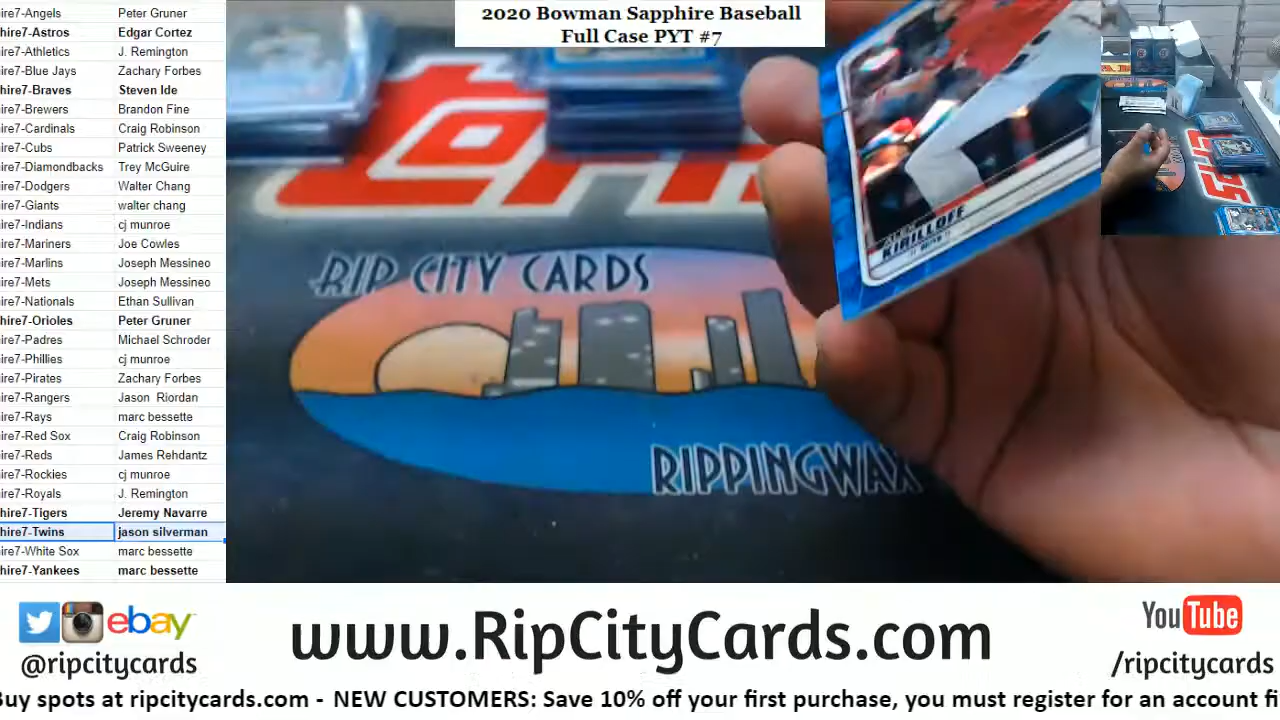 2020 Bowman Sapphire Baseball
Full Case PYT #7
ire7-Angels Peter Gruner
hire7-Astros Edgar Cortez
ire7-Athletics J. Remington
ire7-Blue Jays Zachary Forbes
hire7-Braves Steven Ide
ire7-Brewers Brandon Fine
ire7-Cardinals Craig Robinson
ire7-Cubs Patrick Sweeney
ire7-Diamondbacks Trey McGuire
ire7-Dodgers Walter Chang
ire7-Giants walter chang
ire7-Indians cj munroe
ire7-Mariners Joe Cowles
ire7-Marlins Joseph Messineo
ire7-Mets Joseph Messineo
ire7-Nationals Ethan Sullivan
hire7-Orioles Peter Gruner
ire7-Padres Michael Schroder
ire7-Phillies cj munroe
ire7-Pirates Zachary Forbes
ire7-Rangers Jason Riordan
ire7-Rays marc bessette
ire7-Red Sox Craig Robinson
ire7-Reds James Rehdantz
ire7-Rockies cj munroe
ire7-Royals J. Remington
hire7-Tigers Jeremy Navarre
hire7-Twins jason silverman
ire7-White Sox marc bessette
hire7-Yankees marc bessette
ALEX
KIRILLOFF
RIP CITY CARDS
RIPPINGWAX
ebay
@ripcitycards
www.RipCityCards.com
YouTube
/ripcitycards
Buy spots at ripcitycards.com - NEW CUSTOMERS: Save 10% off your first purchase, you must register for an account fi